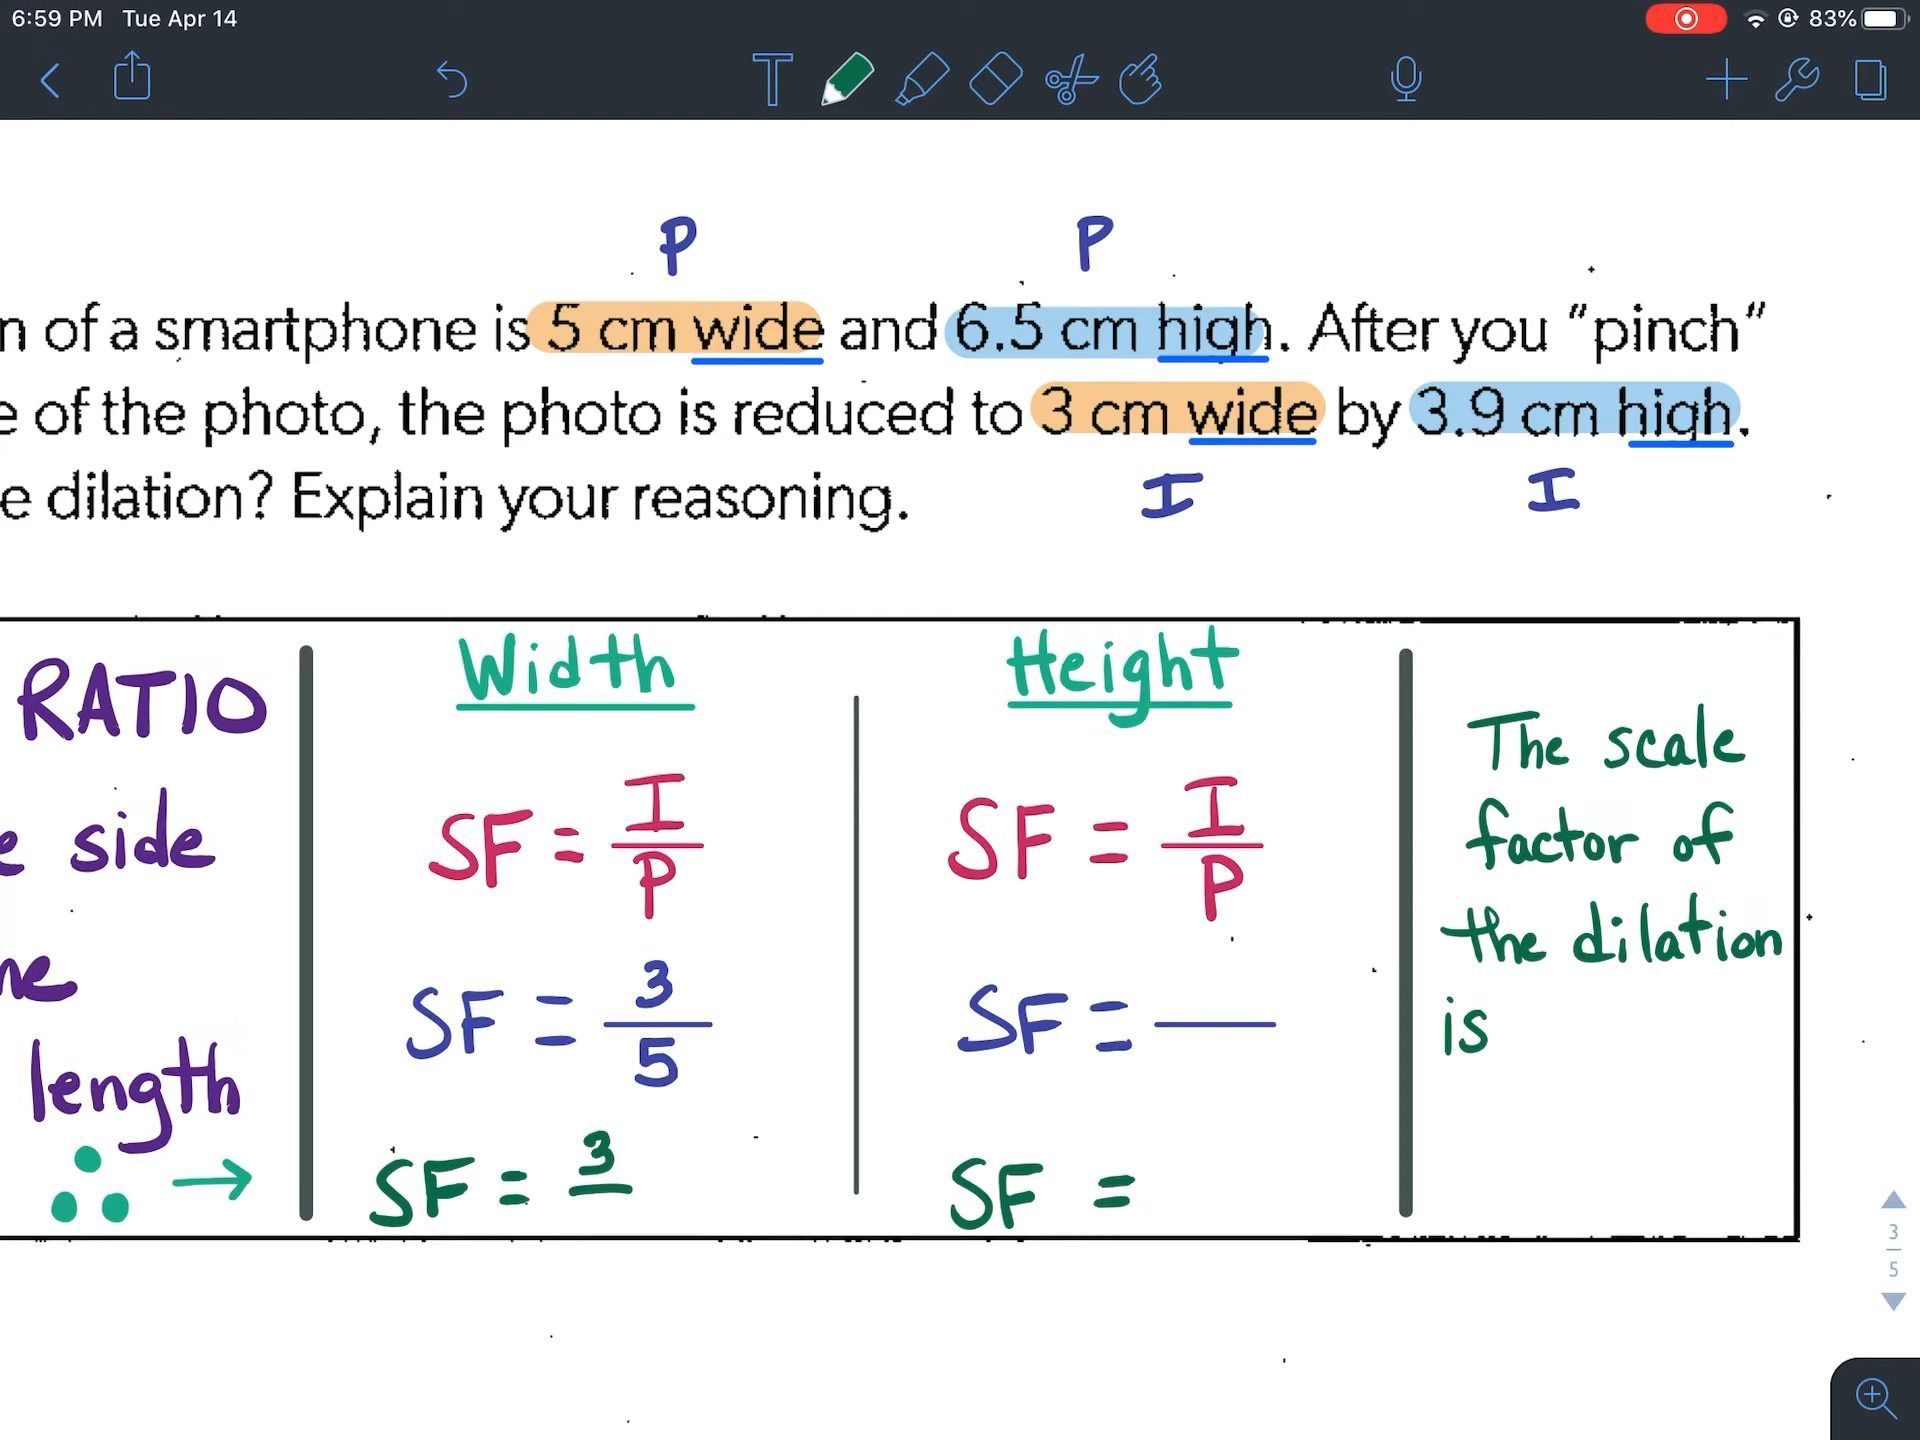 6:59 PM Tue Apr 14
83%
T
P P
n of a smartphone is 5 cm wide and 6.5 cm high. After you “pinch”
e of the photo, the photo is reduced to 3 cm wide by 3.9 cm high.
e dilation? Explain your reasoning.
I I
RATIO
e side
ne
length
∴ →
Width
SF = I/P
SF = 3/5
SF = 3/
Height
SF = I/P
SF = —
SF =
The scale
factor of
the dilation
is
3
5